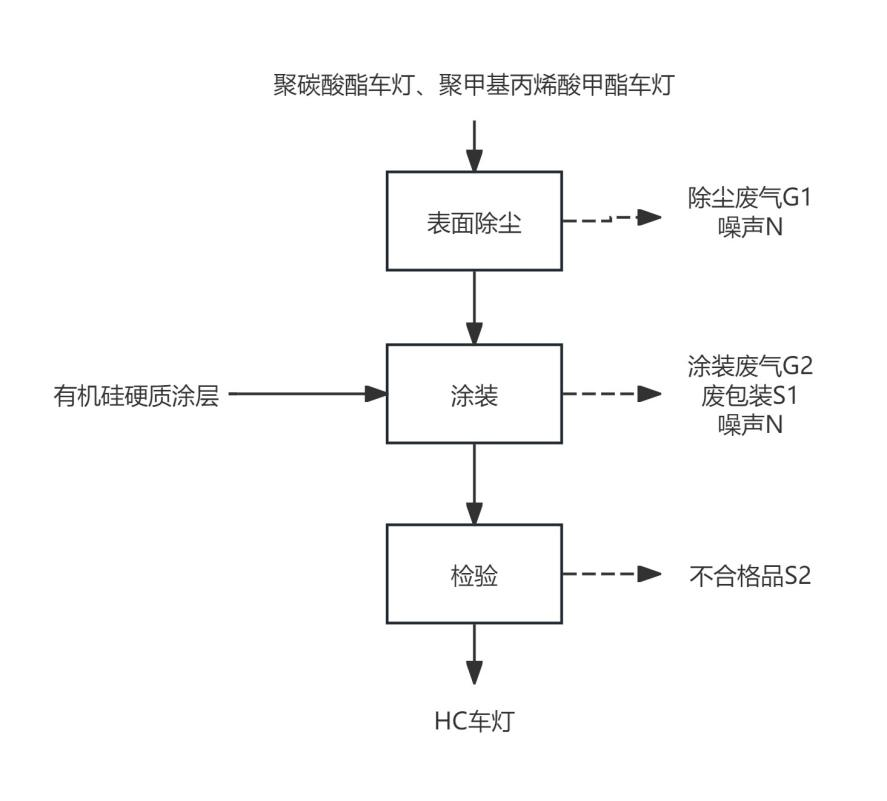 聚碳酸酯车灯、聚甲基丙烯酸甲酯车灯
表面除尘
除尘废气G1
噪声N
有机硅硬质涂层
涂装
涂装废气G2
废包装S1
噪声N
检验
不合格品S2
HC车灯